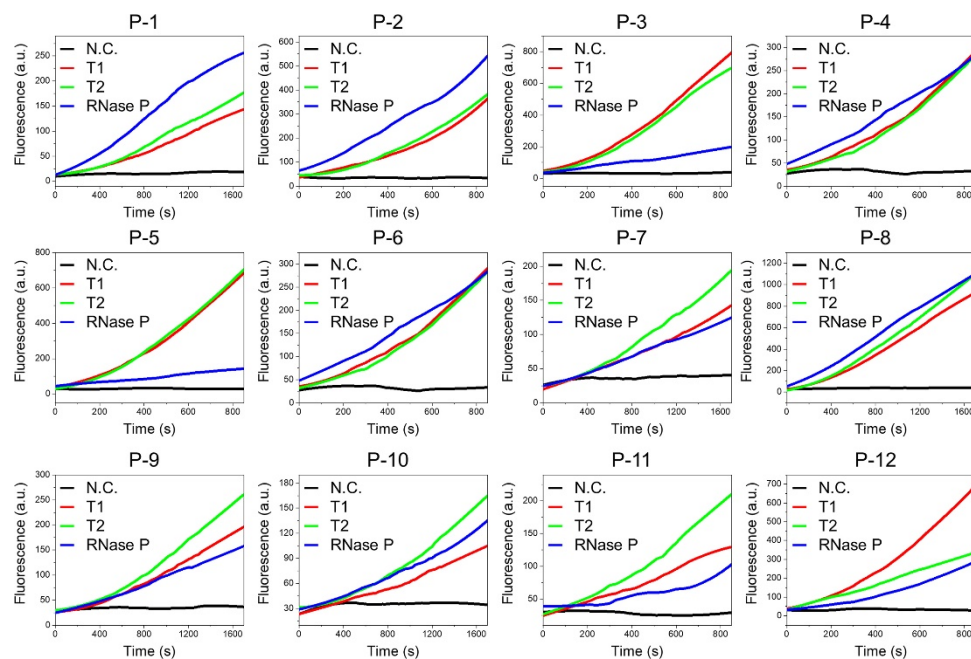 P-1
Fluorescence (a.u.)
250
200
150
100
50
0
N.C.
T1
T2
RNase P
0 400 800 1200 1600
Time (s)
P-2
Fluorescence (a.u.)
600
500
400
300
200
100
0
N.C.
T1
T2
RNase P
0 200 400 600 800
Time (s)
P-3
Fluorescence (a.u.)
800
600
400
200
0
N.C.
T1
T2
RNase P
0 200 400 600 800
Time (s)
P-4
Fluorescence (a.u.)
300
250
200
150
100
50
0
N.C.
T1
T2
RNase P
0 200 400 600 800
Time (s)
P-5
Fluorescence (a.u.)
800
600
400
200
0
N.C.
T1
T2
RNase P
Time (s)
P-6
Fluorescence (a.u.)
300
250
200
150
100
50
0
N.C.
T1
T2
RNase P
0 200 400 600 800
Time (s)
P-7
Fluorescence (a.u.)
200
150
100
50
0
N.C.
T1
T2
RNase P
0 400 800 1200 1600
Time (s)
P-8
Fluorescence (a.u.)
1200
1000
800
600
400
200
0
N.C.
T1
T2
RNase P
0 400 800 1200 1600
Time (s)
P-9
Fluorescence (a.u.)
300
250
200
150
100
50
0
N.C.
T1
T2
RNase P
0 400 800 1200 1600
Time (s)
P-10
Fluorescence (a.u.)
180
150
120
90
60
30
N.C.
T1
T2
RNase P
0 400 800 1200 1600
Time (s)
P-11
Fluorescence (a.u.)
200
150
100
50
0
N.C.
T1
T2
RNase P
0 200 400 600 800
Time (s)
P-12
Fluorescence (a.u.)
700
600
500
400
300
200
100
0
N.C.
T1
T2
RNase P
0 200 400 600 800
Time (s)